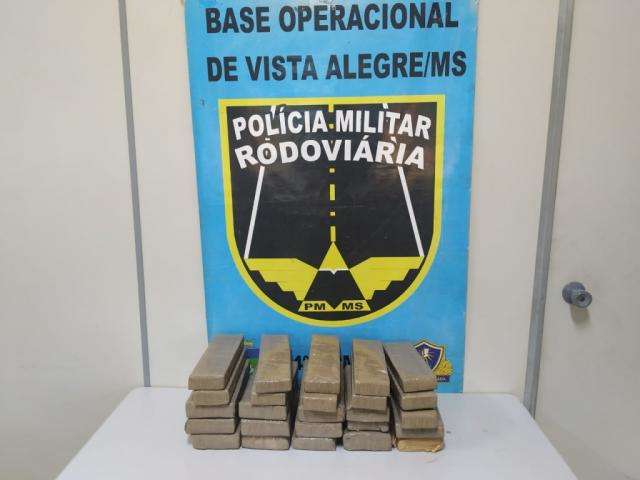 BASE OPERACIONAL
DE VISTA ALEGRE/MS
POLÍCIA MILITAR
RODOVIÁRIA
PM MS